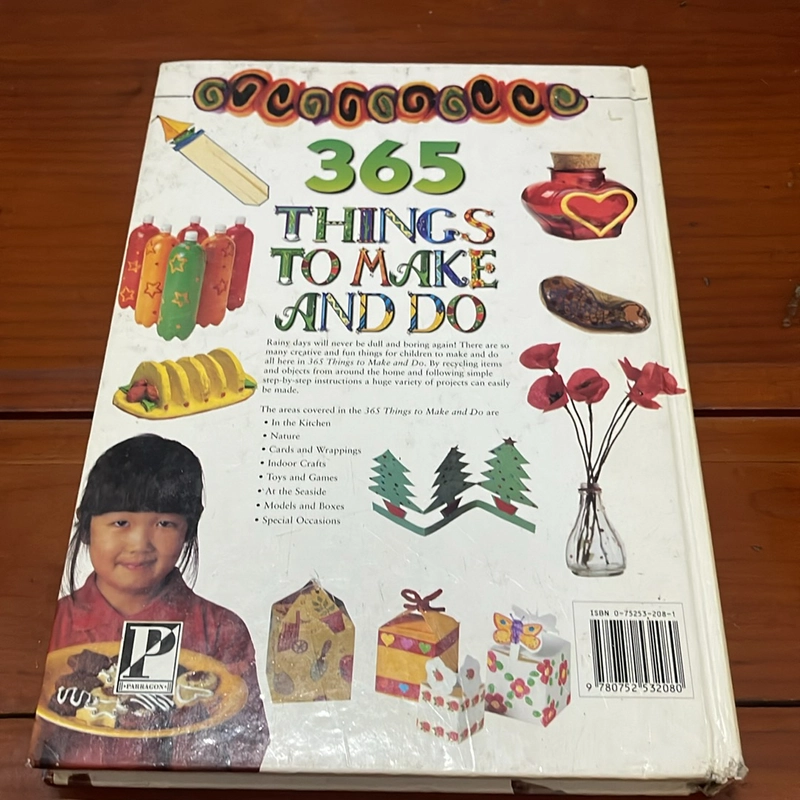 365
THINGS
TO MAKE
AND DO
Rainy days will never be dull and boring again! There are so
many creative and fun things for children to make and do
all here in 365 Things to Make and Do. By recycling items
and objects from around the home and following simple
step-by-step instructions a huge variety of projects can easily
be made.
The areas covered in the 365 Things to Make and Do are
• In the Kitchen
• Nature
• Cards and Wrappings
• Indoor Crafts
• Toys and Games
• At the Seaside
• Models and Boxes
• Special Occasions
P
•PARRAGON•
ISBN 0-75253-208-1
9 780752 532080